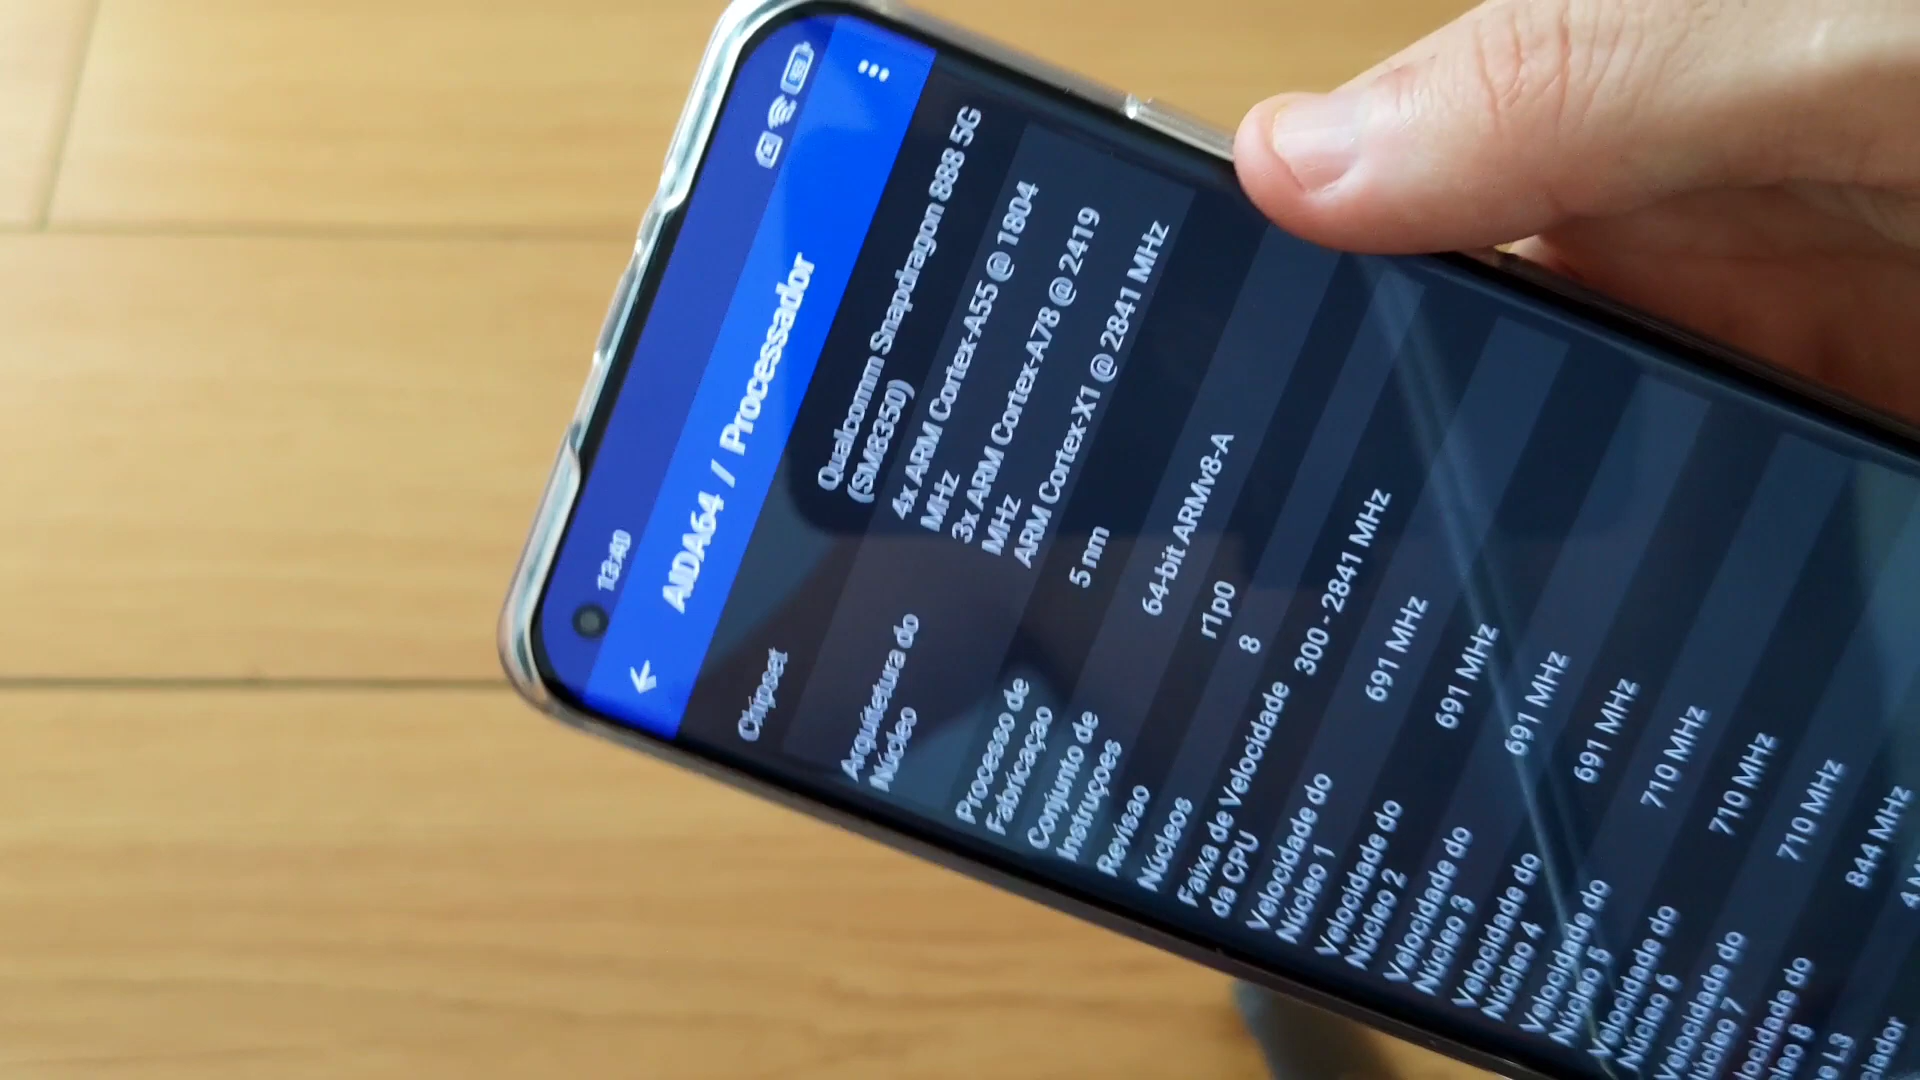 13:40
AIDA64 / Processador
Chipset
Qualcomm Snapdragon 888 5G
(SM8350)
Arquitetura do
Núcleo
4x ARM Cortex-A55 @ 1804
MHz
3x ARM Cortex-A78 @ 2419
MHz
ARM Cortex-X1 @ 2841 MHz
Processo de
Fabricação
5 nm
Conjunto de
Instruções
64-bit ARMv8-A
Revisão
r1p0
Núcleos
8
Faixa de Velocidade
da CPU
300 - 2841 MHz
Velocidade do
Núcleo 1
691 MHz
Velocidade do
Núcleo 2
691 MHz
Velocidade do
Núcleo 3
691 MHz
Velocidade do
Núcleo 4
691 MHz
Velocidade do
Núcleo 5
710 MHz
Velocidade do
Núcleo 6
710 MHz
Velocidade do
Núcleo 7
710 MHz
locidade do
cleo 8
844 MHz
e L3
4 M